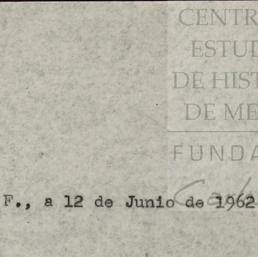 CENTR
ESTUD
DE HIST
DE ME
FUNDA
F., a 12 de Junio de 1962